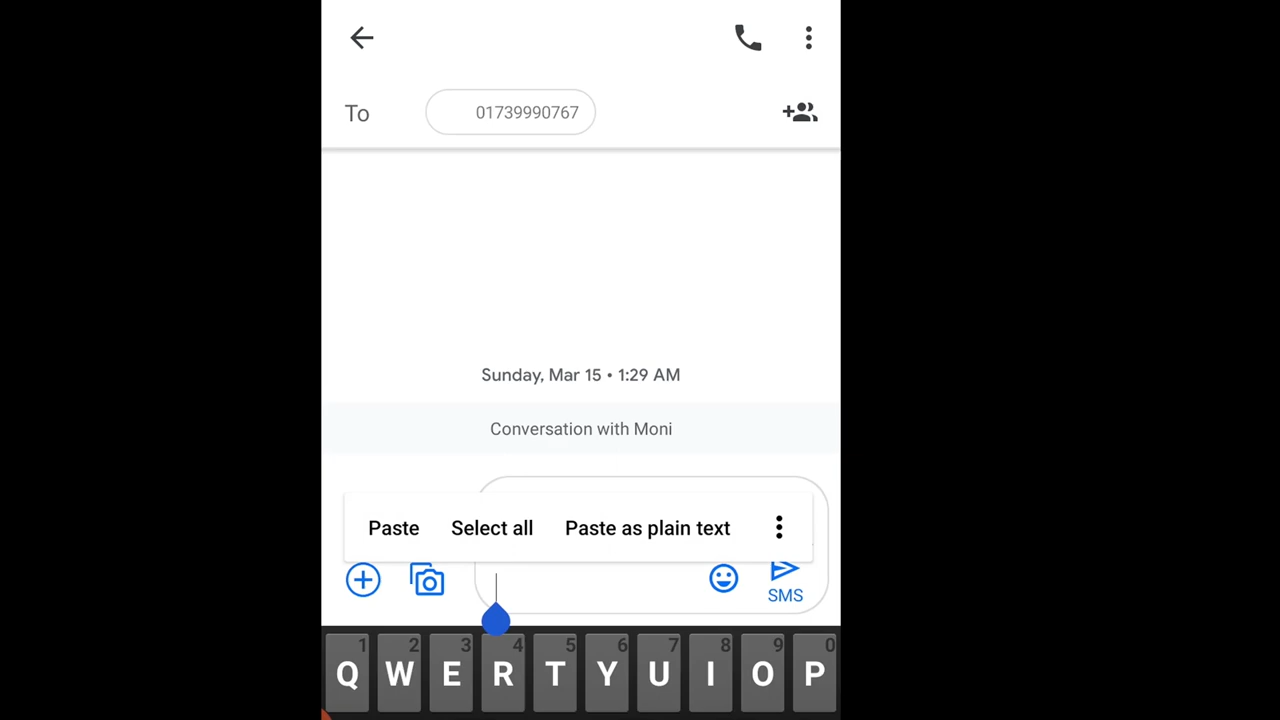 To 01739990767
Sunday, Mar 15 • 1:29 AM
Conversation with Moni
Paste Select all Paste as plain text
SMS
1 2 3 4 5 6 7 8 9 0
Q W E R T Y U I O P